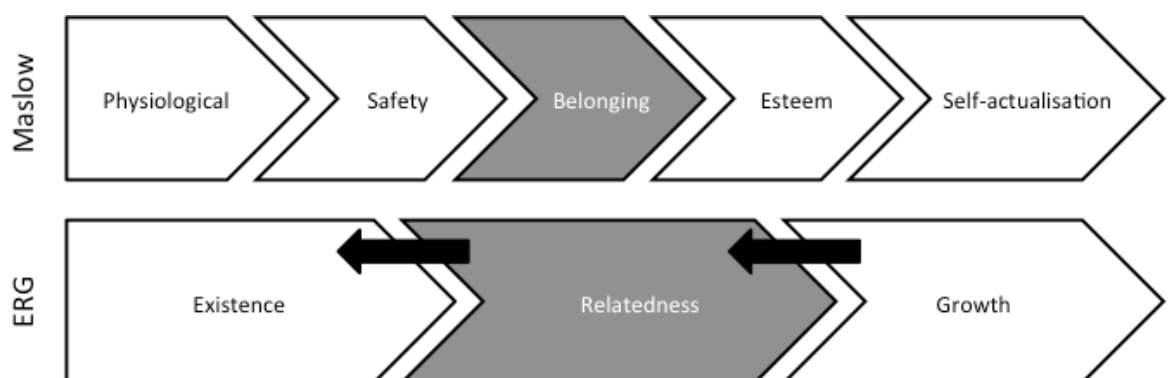 Maslow
Physiological
Safety
Belonging
Esteem
Self-actualisation
ERG
Existence
Relatedness
Growth